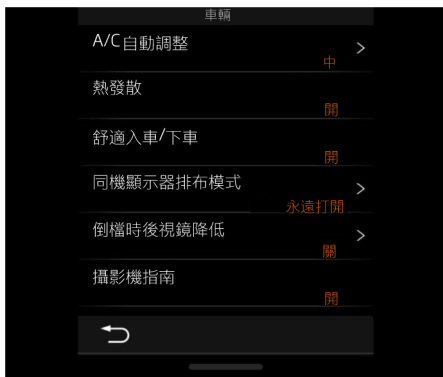 車輛
A/C自動調整
中
熱發散
開
舒適入車/下車
開
同機顯示器排布模式
永遠打開
倒檔時後視鏡降低
關
攝影機指南
開